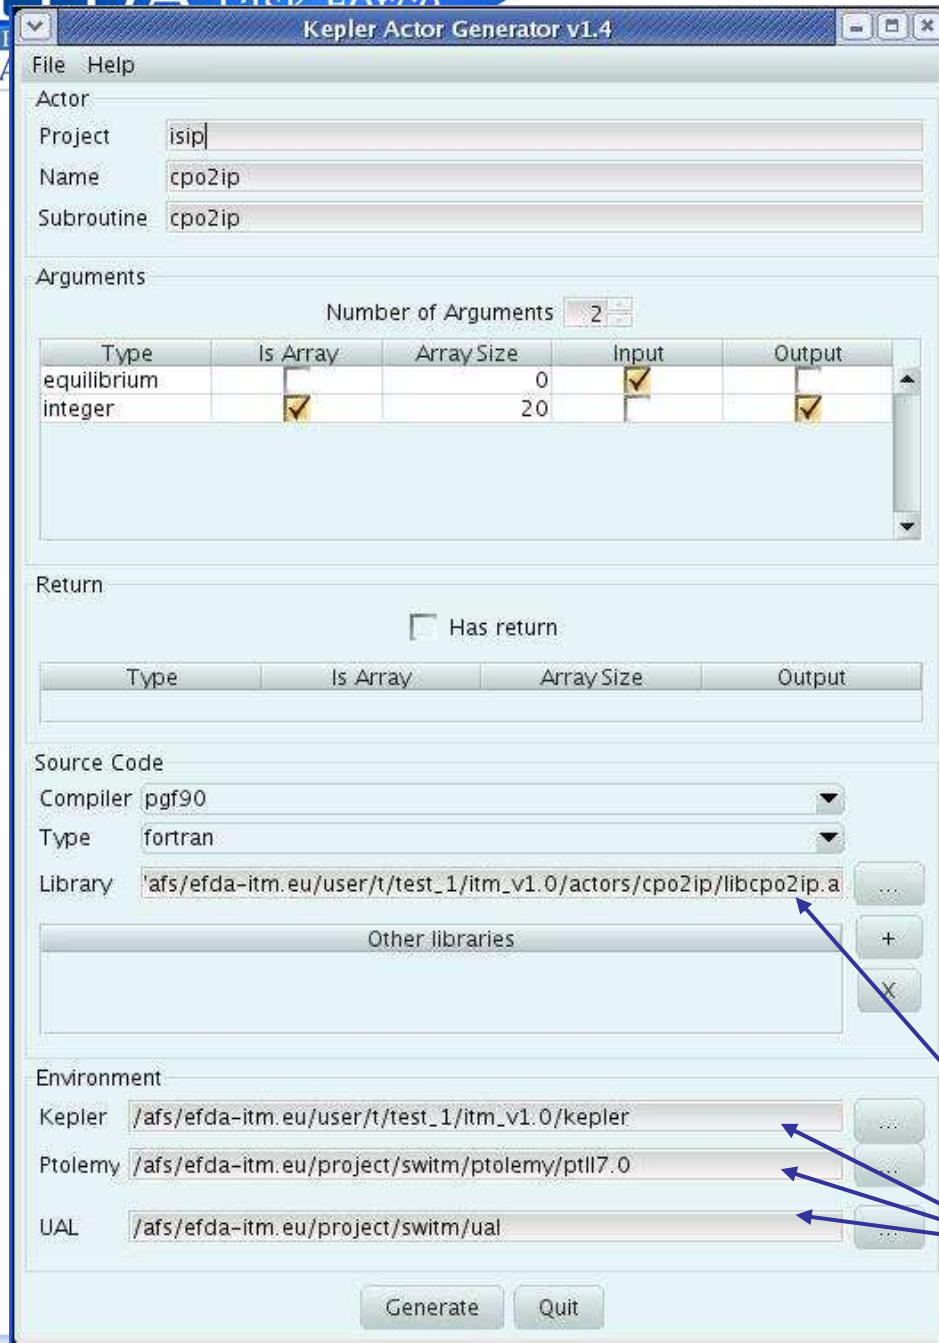 Kepler Actor Generator v1.4
File Help
Actor
Project isip
Name cpo2ip
Subroutine cpo2ip
Arguments
Number of Arguments 2
Type Is Array Array Size Input Output
equilibrium 0
integer 20
Return
Has return
Type Is Array Array Size Output
Source Code
Compiler pgf90
Type fortran
Library 'afs/efda-itm.eu/user/t/test_1/itm_v1.0/actors/cpo2ip/libcpo2ip.a ...
Other libraries +
X
Environment
Kepler /afs/efda-itm.eu/user/t/test_1/itm_v1.0/kepler ...
Ptolemy /afs/efda-itm.eu/project/switm/ptolemy/ptII7.0 ...
UAL /afs/efda-itm.eu/project/switm/ual ...
Generate Quit